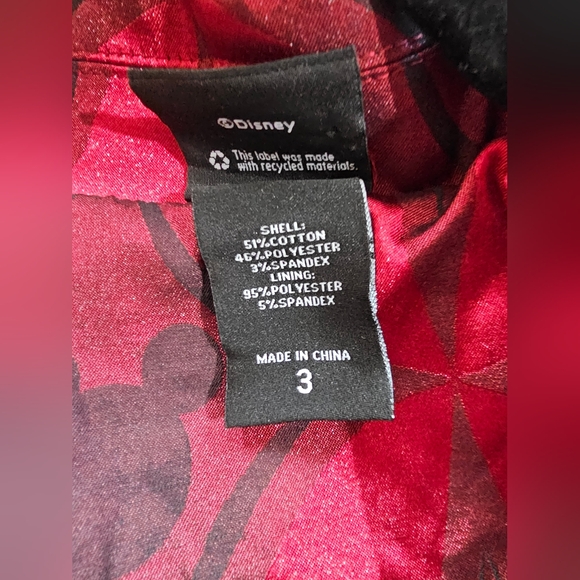 ©Disney
This label was made
with recycled materials.
SHELL:
51%COTTON
46%POLYESTER
3%SPANDEX
LINING:
95%POLYESTER
5%SPANDEX
MADE IN CHINA
3